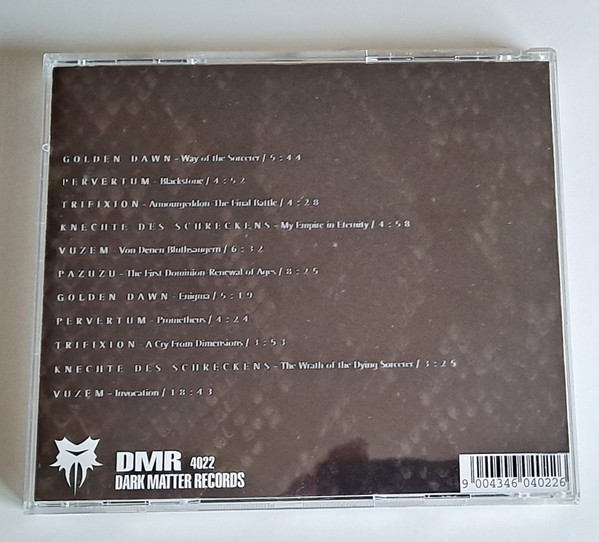 GOLDEN DAWN - Way of the Sorcerer / 5:44
PERVERTUM - Blackstone / 4:52
TRIFIXION - Armourgeddon-The Final Battle / 4:28
KNECHTE DES SCHRECKENS - My Empire in Eternity / 4:58
VUZEM - Von Denen Bluthsaugern / 6:32
PAZUZU - The First Dominion-Renewal of Ages / 8:25
GOLDEN DAWN - Enigma / 5:19
PERVERTUM - Prometheus / 4:24
TRIFIXION - A Cry From Dimensions / 3:53
KNECHTE DES SCHRECKENS - The Wrath of the Dying Sorcerer / 3:25
VUZEM - Invocation / 18:43
DMR 4022
DARK MATTER RECORDS
9 004346 040226